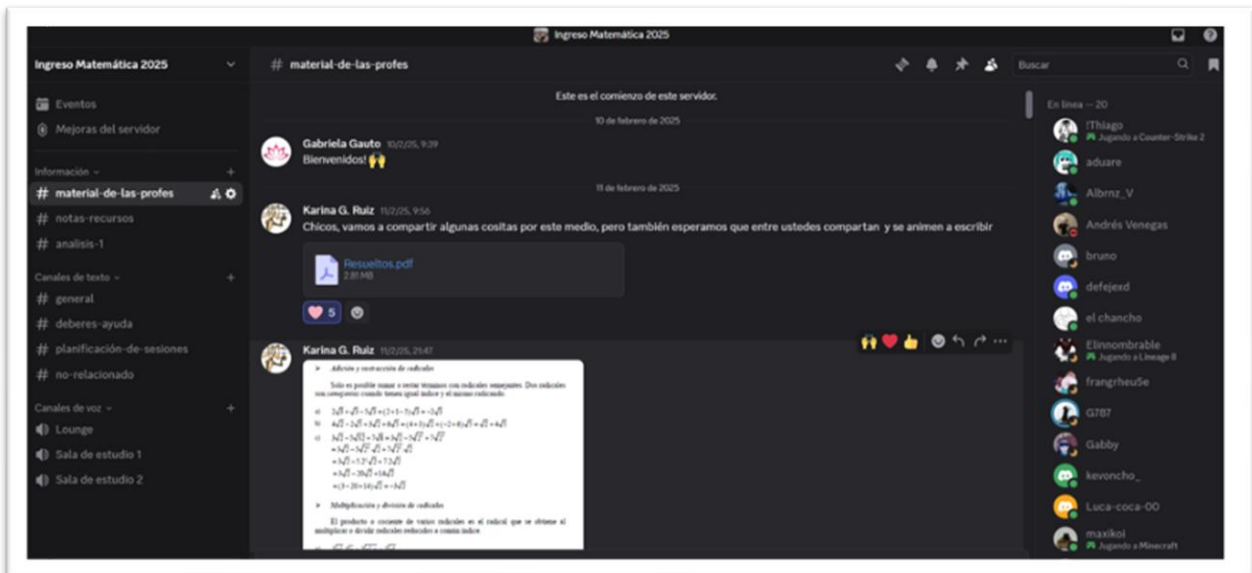 Ingreso Matemática 2025
Ingreso Matemática 2025
Eventos
Mejoras del servidor
Información
# material-de-las-profes
# notas-recursos
# analisis-1
Canales de texto
# general
# deberes-ayuda
# planificación-de-sesiones
# no-relacionado
Canales de voz
Lounge
Sala de estudio 1
Sala de estudio 2
# material-de-las-profes
Buscar
Este es el comienzo de este servidor.
10 de febrero de 2025
Gabriela Gauto 10/2/25, 9:39
Bienvenidos! 🙌
11 de febrero de 2025
Karina G. Ruiz 11/2/25, 9:56
Chicos, vamos a compartir algunas cositas por este medio, pero también esperamos que entre ustedes compartan y se animen a escribir
Resueltos.pdf
2.81 MB
5
Karina G. Ruiz 11/2/25, 21:47
➢ Adición y sustracción de radicales
Solo es posible sumar o restar términos con radicales semejantes. Dos radicales
son semejantes cuando tienen igual índice y el mismo radicando.
a)
b)
c)
➢ Multiplicación y división de radicales
El producto o cociente de varios radicales es el radical que se obtiene al
multiplicar o dividir radicales reducidos a común índice.
En línea — 20
!Thiago
Jugando a Counter-Strike 2
aduare
Albrnz_V
Andrés Venegas
bruno
defejexd
el chancho
Elinnombrable
Jugando a Lineage II
frangrheu5e
G787
Gabby
kevoncho_
Luca-coca-00
maxikoi
Jugando a Minecraft